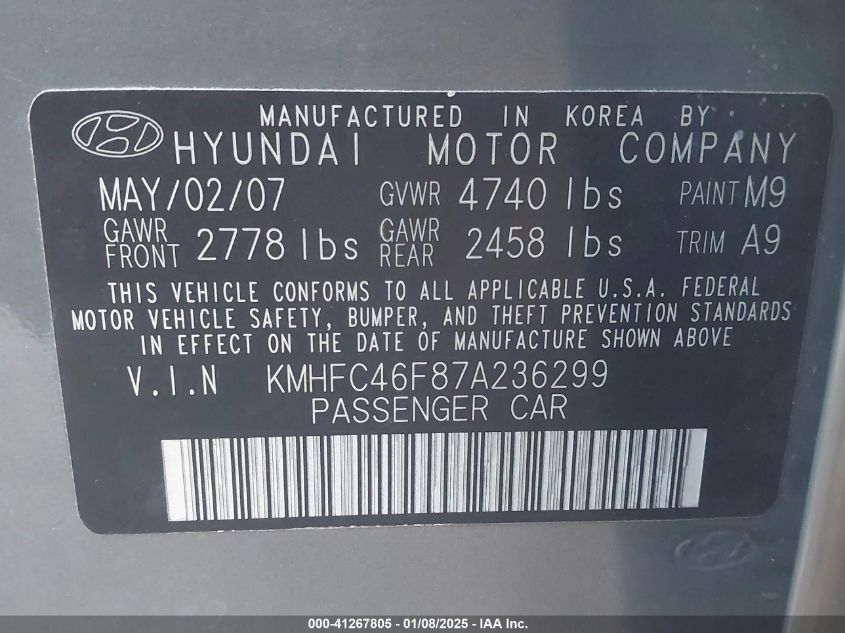 MANUFACTURED IN KOREA BY
HYUNDAI MOTOR COMPANY
MAY/02/07 GVWR 4740 lbs PAINT M9
GAWR FRONT 2778 lbs GAWR REAR 2458 lbs TRIM A9
THIS VEHICLE CONFORMS TO ALL APPLICABLE U.S.A. FEDERAL
MOTOR VEHICLE SAFETY, BUMPER, AND THEFT PREVENTION STANDARDS
IN EFFECT ON THE DATE OF MANUFACTURE SHOWN ABOVE
V.I.N KMHFC46F87A236299
PASSENGER CAR
000-41267805 - 01/08/2025 - IAA Inc.